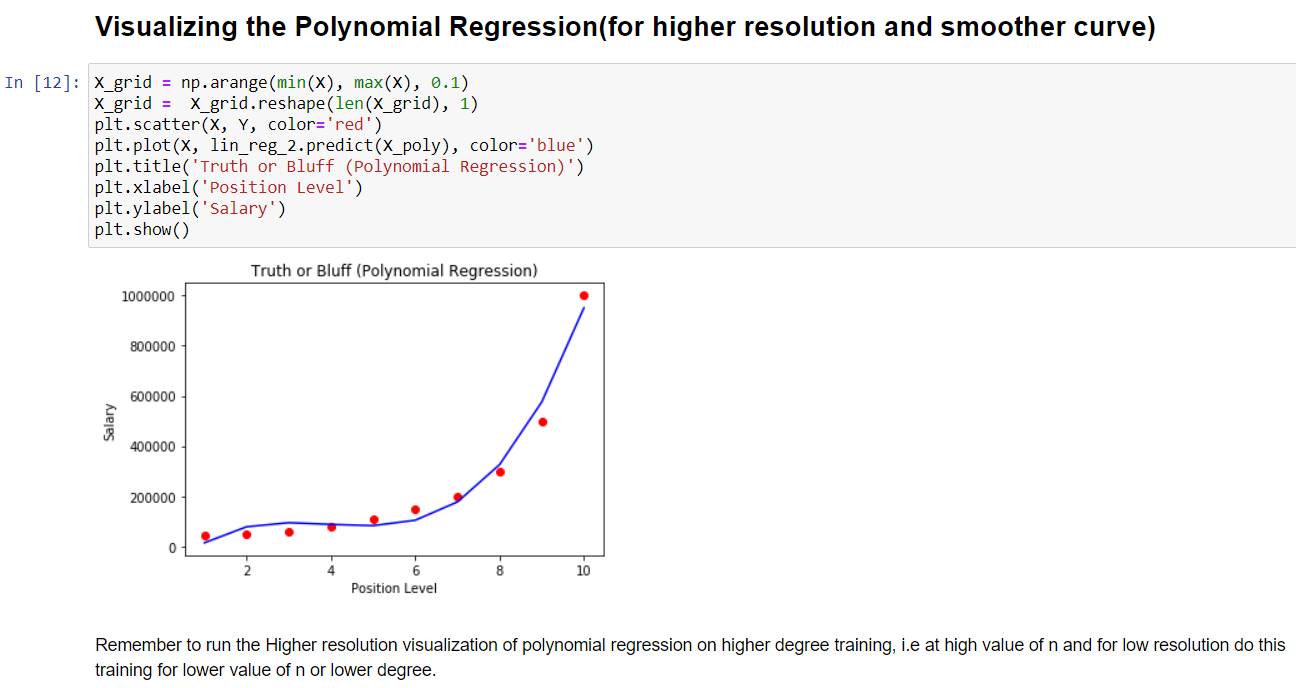 Visualizing the Polynomial Regression(for higher resolution and smoother curve)
In [12]: X_grid = np.arange(min(X), max(X), 0.1)
X_grid =  X_grid.reshape(len(X_grid), 1)
plt.scatter(X, Y, color='red')
plt.plot(X, lin_reg_2.predict(X_poly), color='blue')
plt.title('Truth or Bluff (Polynomial Regression)')
plt.xlabel('Position Level')
plt.ylabel('Salary')
plt.show()
Truth or Bluff (Polynomial Regression)
1000000
800000
600000
400000
200000
0
Salary
2 4 6 8 10
Position Level
Remember to run the Higher resolution visualization of polynomial regression on higher degree training, i.e at high value of n and for low resolution do this
training for lower value of n or lower degree.